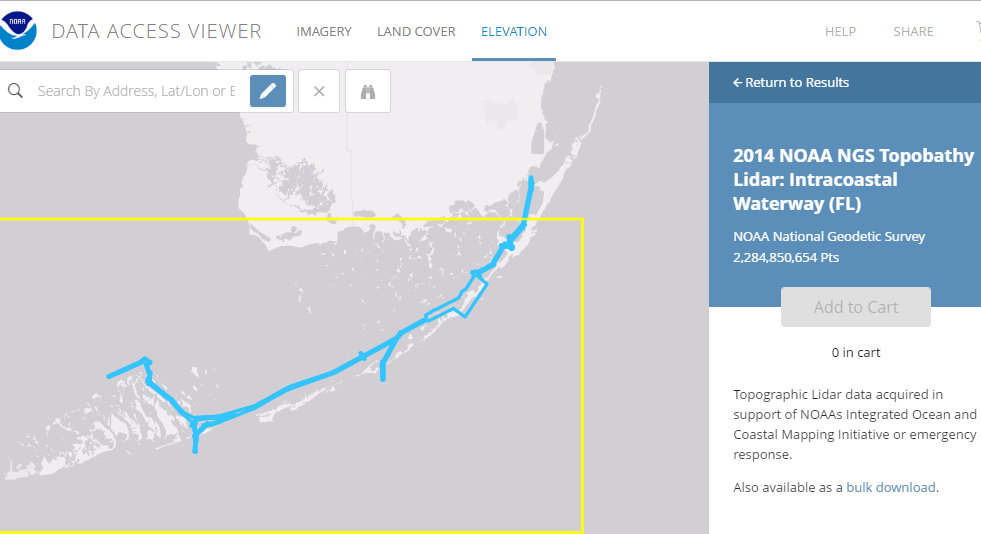 NOAA
DATA ACCESS VIEWER
IMAGERY
LAND COVER
ELEVATION
HELP
SHARE
Search By Address, Lat/Lon or E
Return to Results
2014 NOAA NGS Topobathy
Lidar: Intracoastal
Waterway (FL)
NOAA National Geodetic Survey
2,284,850,654 Pts
Add to Cart
0 in cart
Topographic Lidar data acquired in
support of NOAAs Integrated Ocean and
Coastal Mapping Initiative or emergency
response.
Also available as a bulk download.